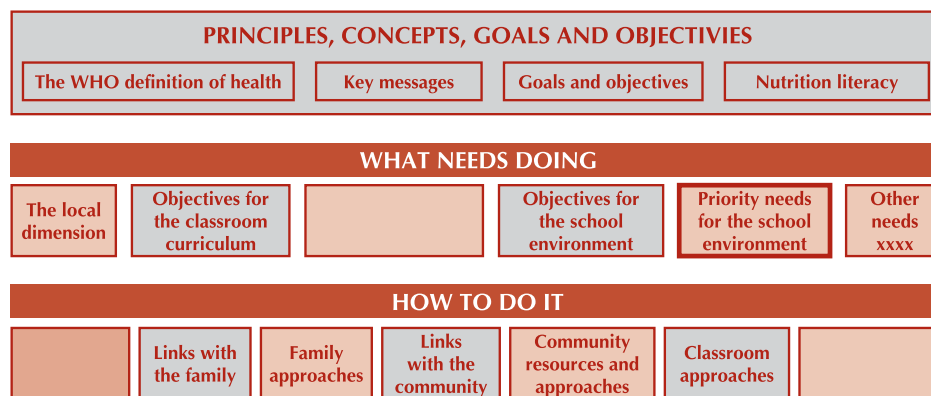 PRINCIPLES, CONCEPTS, GOALS AND OBJECTIVIES
The WHO definition of health
Key messages
Goals and objectives
Nutrition literacy
WHAT NEEDS DOING
The local
dimension
Objectives for
the classroom
curriculum
Objectives for
the school
environment
Priority needs
for the school
environment
Other
needs
xxxx
HOW TO DO IT
Links with
the family
Family
approaches
Links
with the
community
Community
resources and
approaches
Classroom
approaches